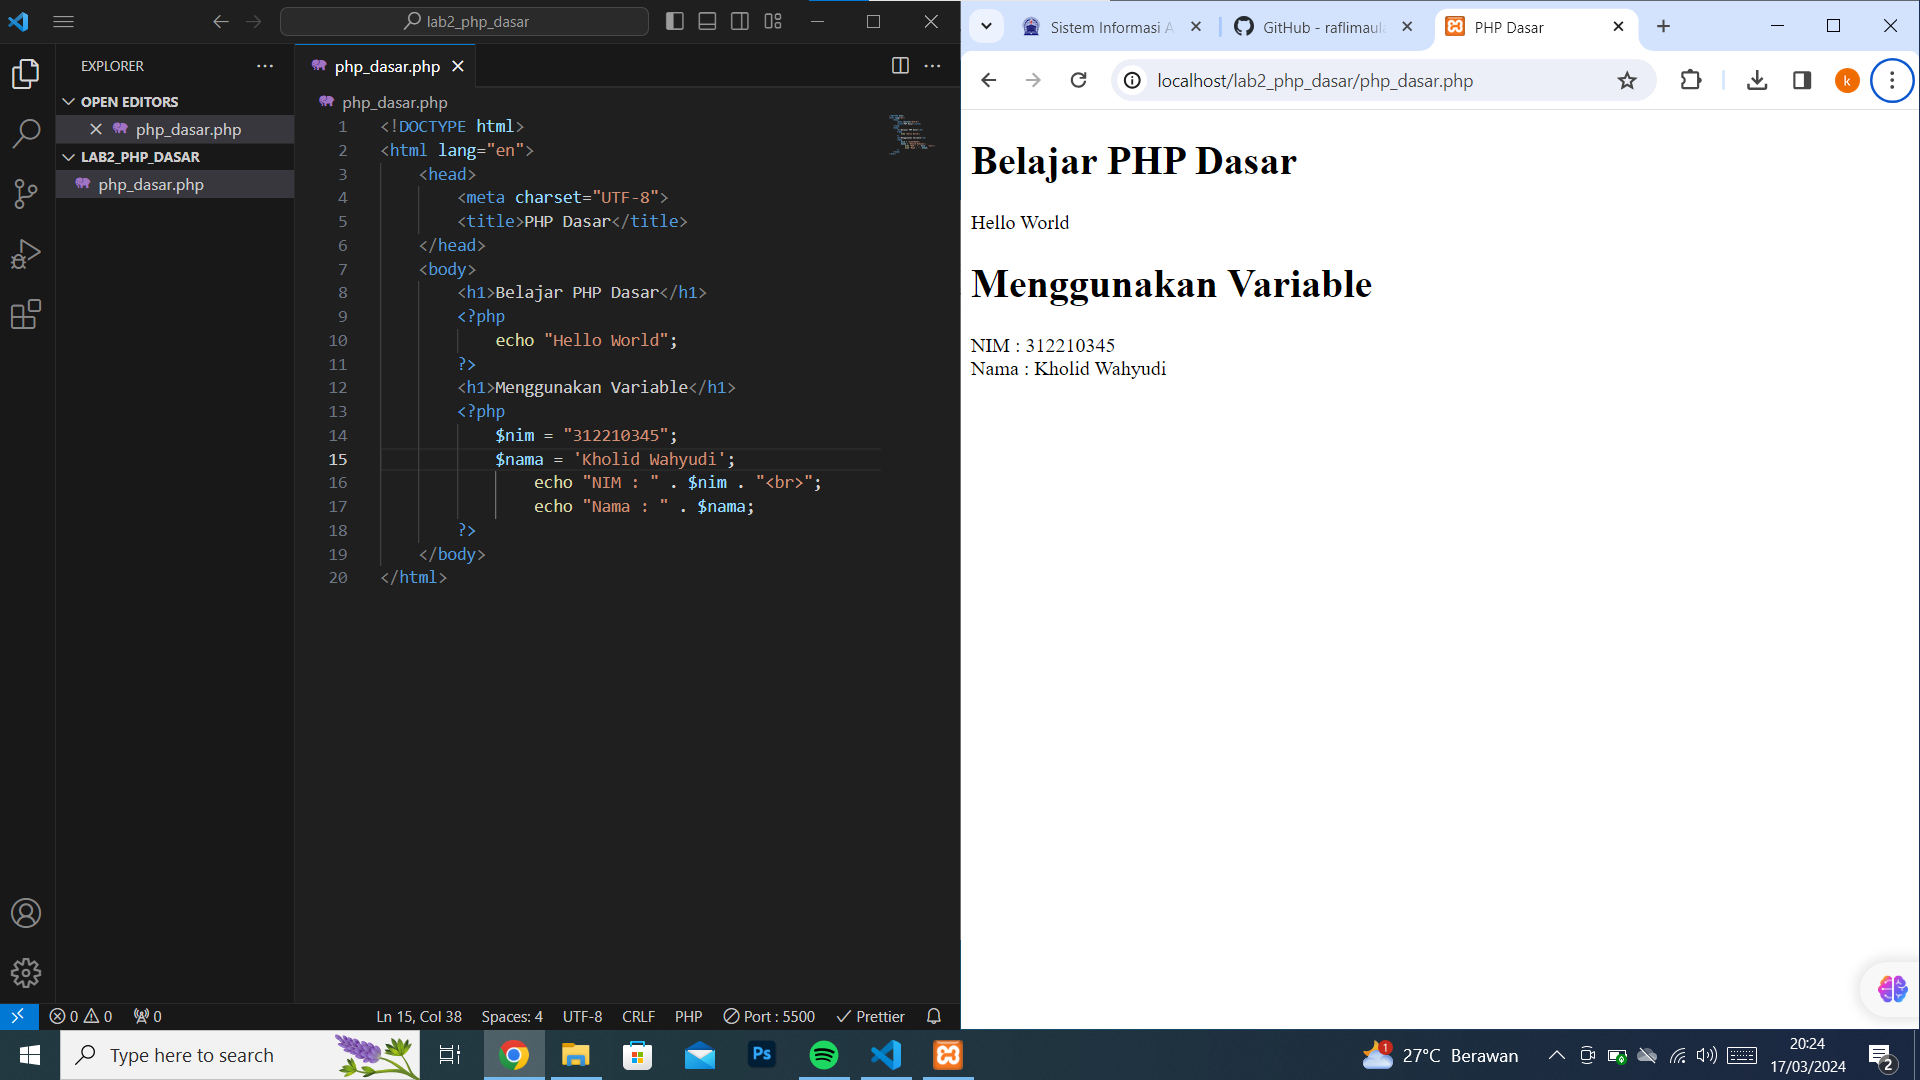 lab2_php_dasar
EXPLORER
OPEN EDITORS
php_dasar.php
LAB2_PHP_DASAR
php_dasar.php
php_dasar.php
php_dasar.php
1 <!DOCTYPE html>
2 <html lang="en">
3 <head>
4 <meta charset="UTF-8">
5 <title>PHP Dasar</title>
6 </head>
7 <body>
8 <h1>Belajar PHP Dasar</h1>
9 <?php
10 echo "Hello World";
11 ?>
12 <h1>Menggunakan Variable</h1>
13 <?php
14 $nim = "312210345";
15 $nama = 'Kholid Wahyudi';
16 echo "NIM : " . $nim . "<br>";
17 echo "Nama : " . $nama;
18 ?>
19 </body>
20 </html>
0 0 0 Ln 15, Col 38 Spaces: 4 UTF-8 CRLF PHP Port : 5500 Prettier
Sistem Informasi A GitHub - raflimaul PHP Dasar
localhost/lab2_php_dasar/php_dasar.php
k
Belajar PHP Dasar
Hello World
Menggunakan Variable
NIM : 312210345
Nama : Kholid Wahyudi
Type here to search
Ps
1
27°C Berawan
20:24
17/03/2024
2